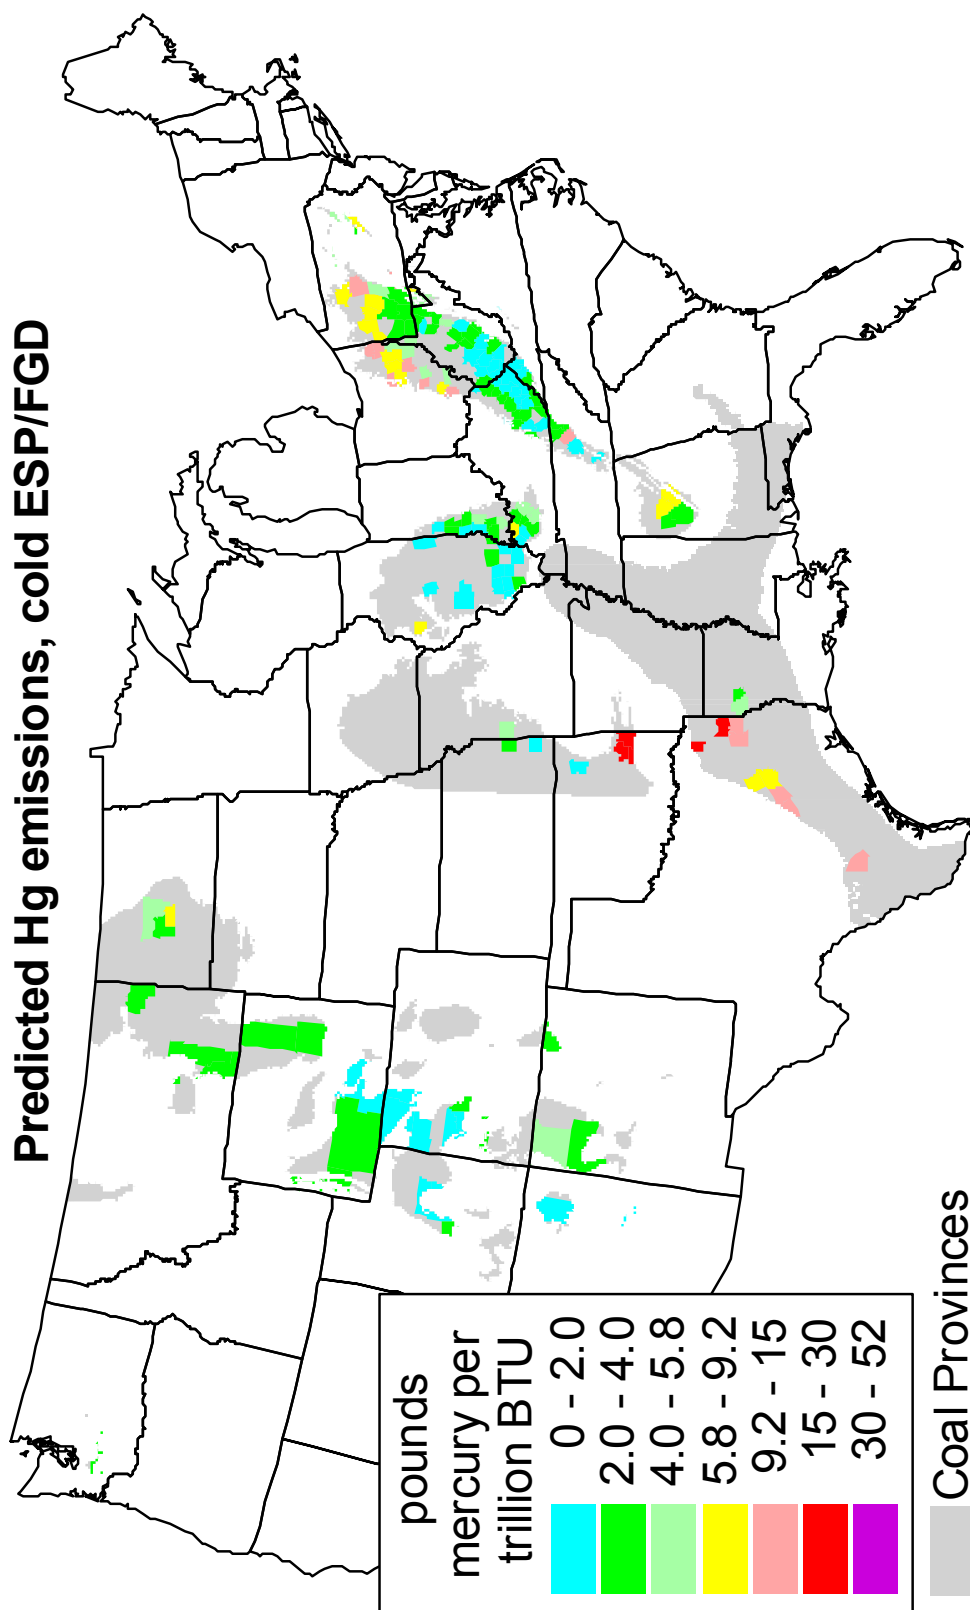 Predicted Hg emissions, cold ESP/FGD
pounds
mercury per
trillion BTU
0 - 2.0
2.0 - 4.0
4.0 - 5.8
5.8 - 9.2
9.2 - 15
15 - 30
30 - 52
Coal Provinces